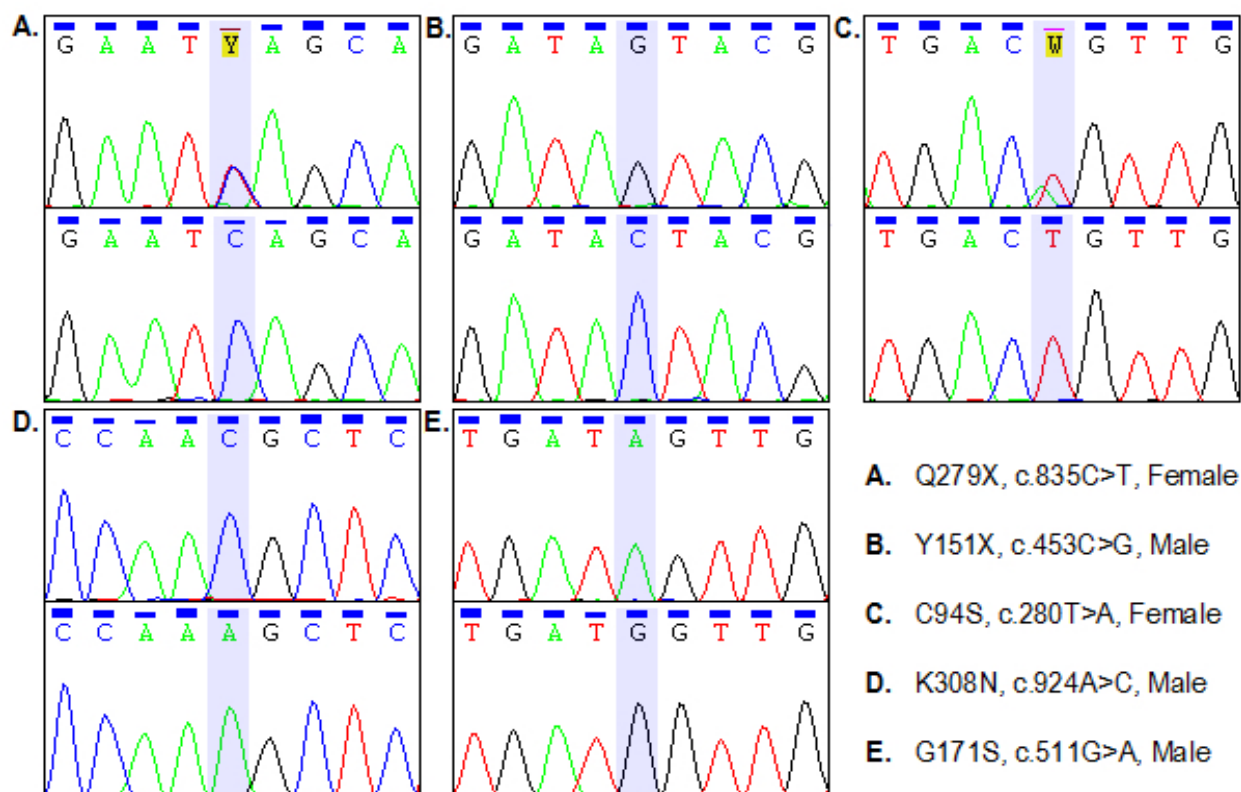 A.
G A A T Y A G C A
G A A T C A G C A
B.
G A T A G T A C G
G A T A C T A C G
C.
T G A C W G T T G
T G A C T G T T G
D.
C C A A C G C T C
C C A A A G C T C
E.
T G A T A G T T G
T G A T G G T T G
A. Q279X, c.835C>T, Female
B. Y151X, c.453C>G, Male
C. C94S, c.280T>A, Female
D. K308N, c.924A>C, Male
E. G171S, c.511G>A, Male